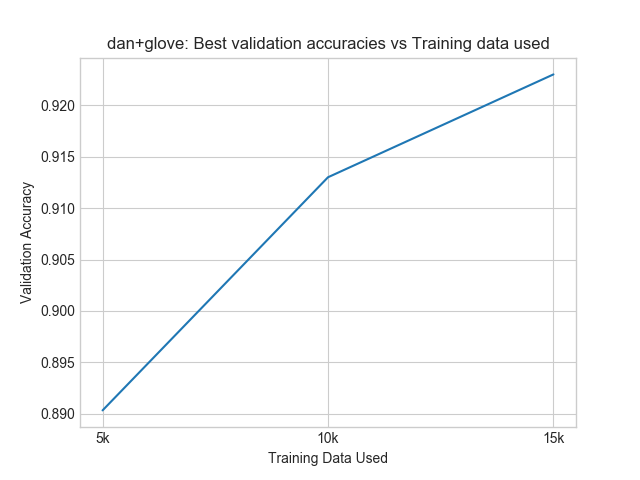 dan+glove: Best validation accuracies vs Training data used
Validation Accuracy
0.920
0.915
0.910
0.905
0.900
0.895
0.890
5k 10k 15k
Training Data Used